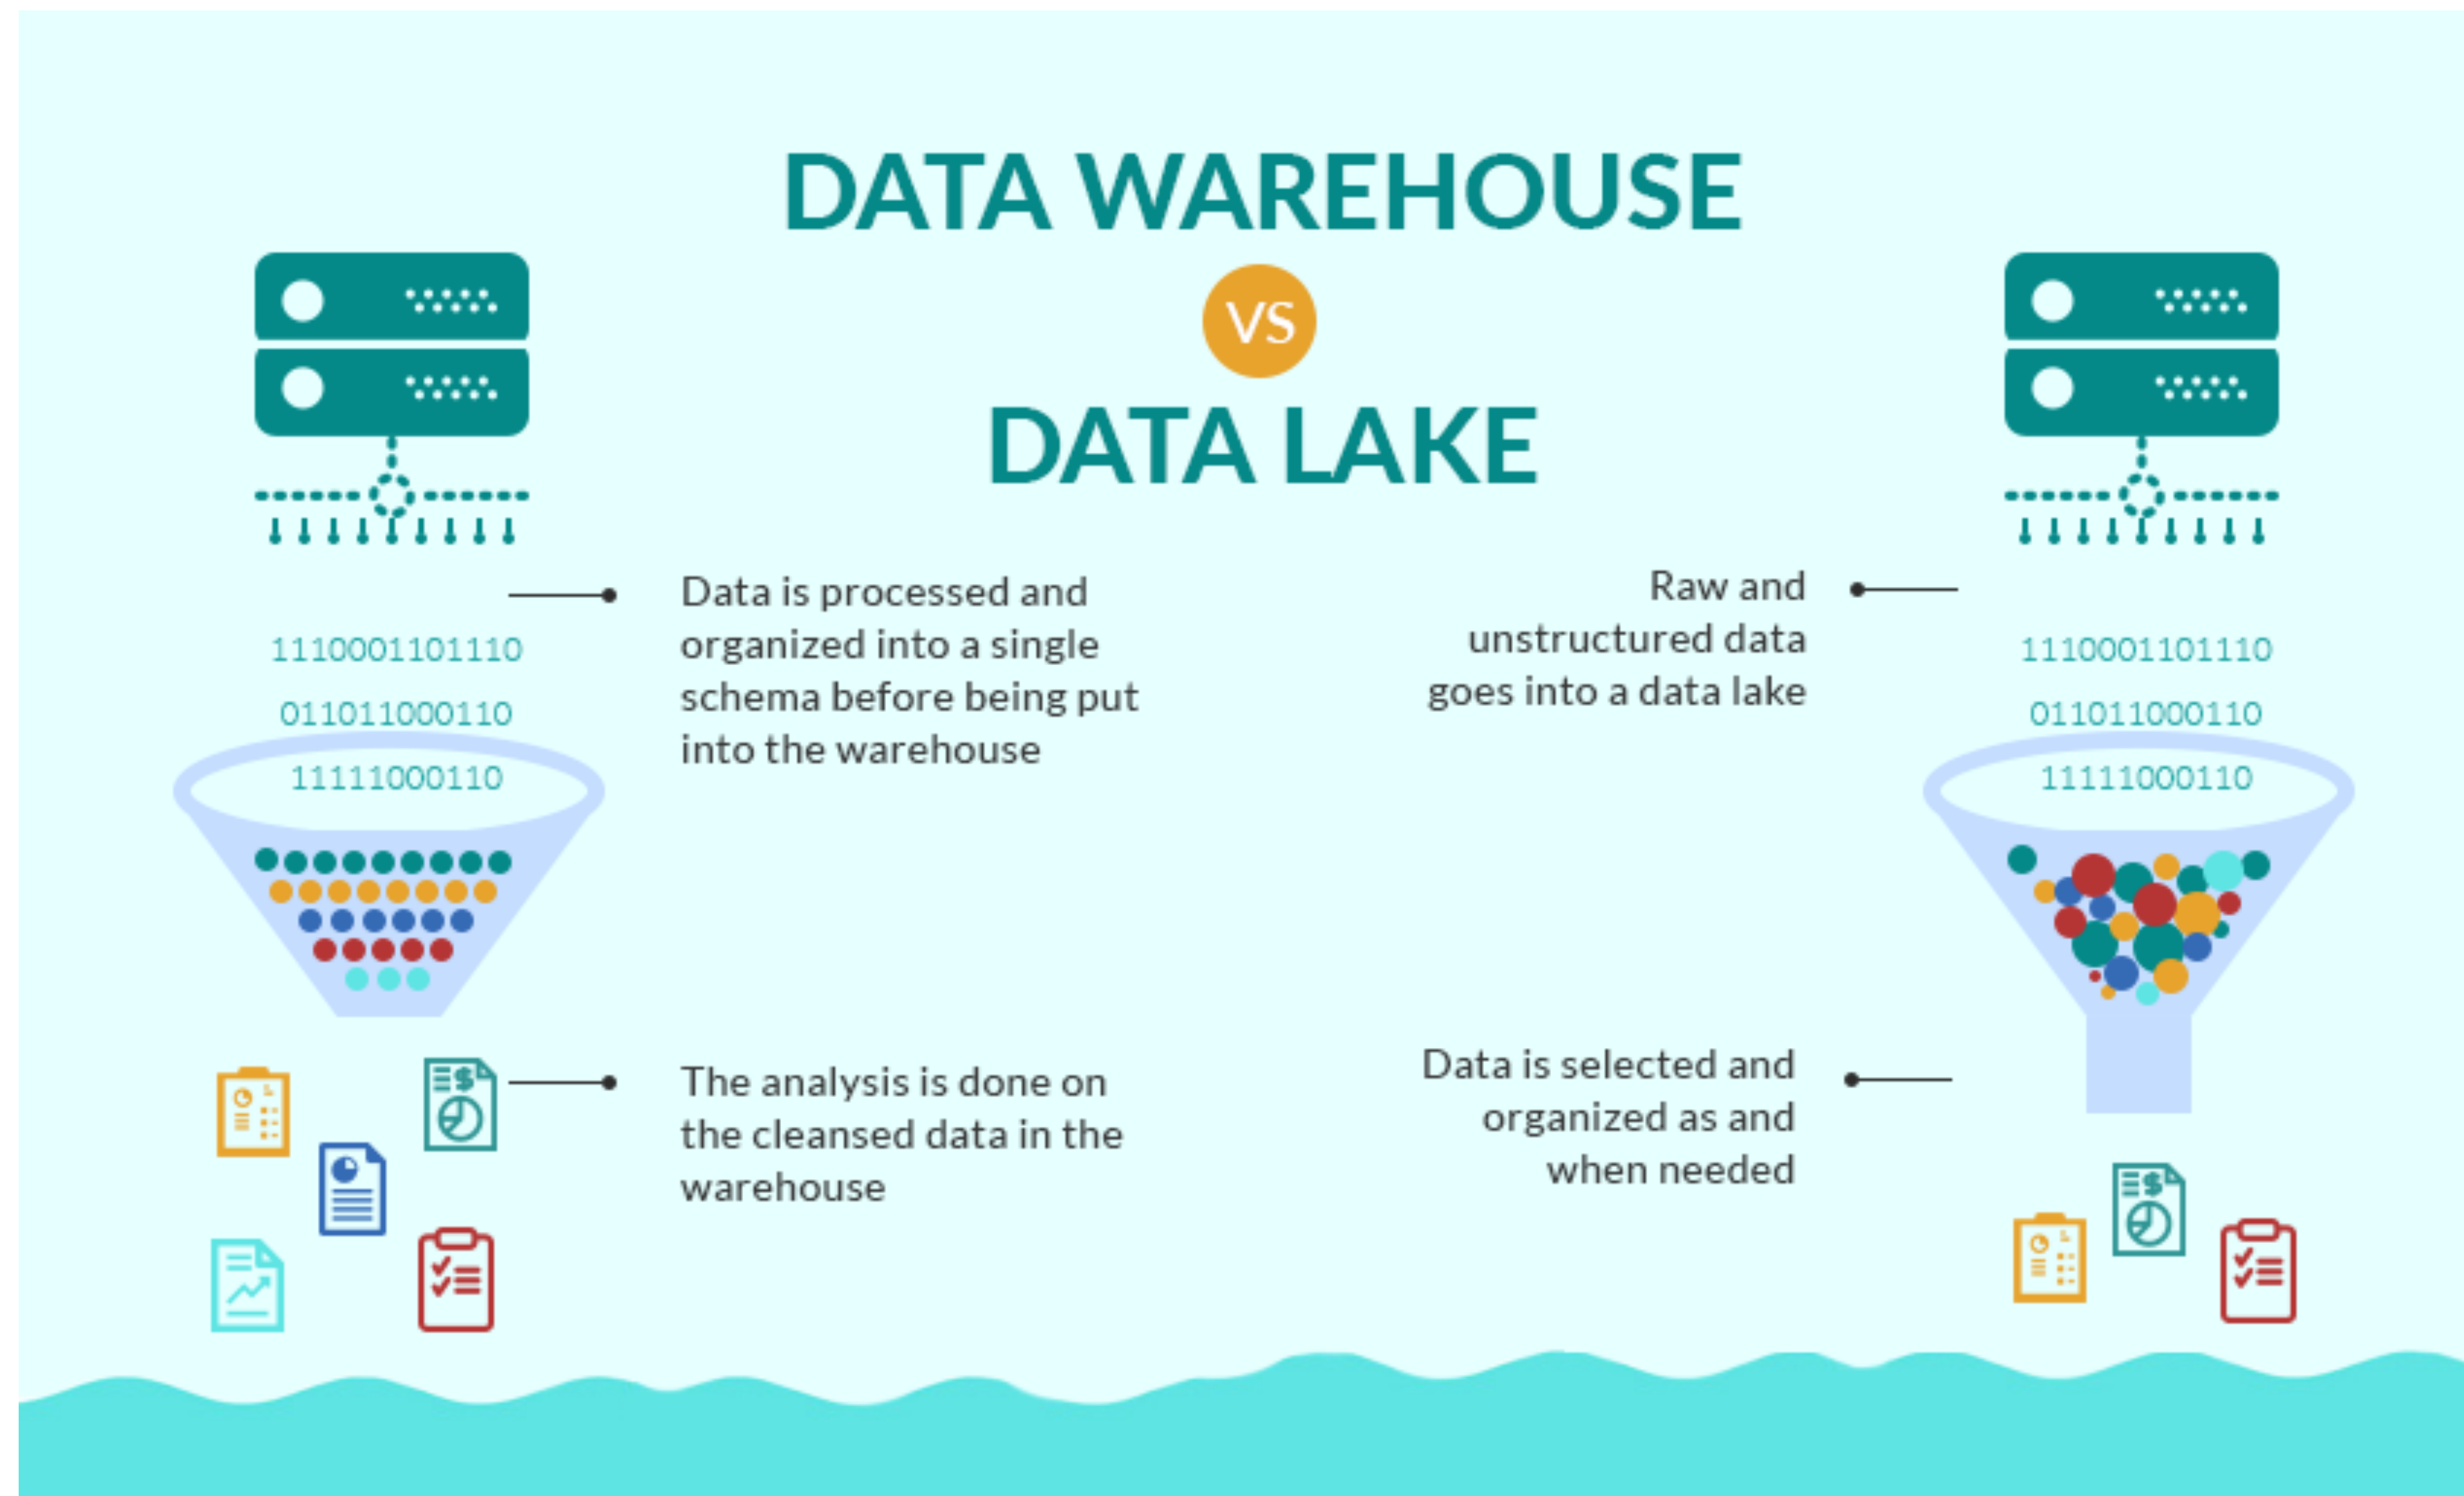 DATA WAREHOUSE
VS
DATA LAKE
Data is processed and
organized into a single
schema before being put
into the warehouse
1110001101110
011011000110
11111000110
The analysis is done on
the cleansed data in the
warehouse
$
Raw and
unstructured data
goes into a data lake
1110001101110
011011000110
11111000110
Data is selected and
organized as and
when needed
$